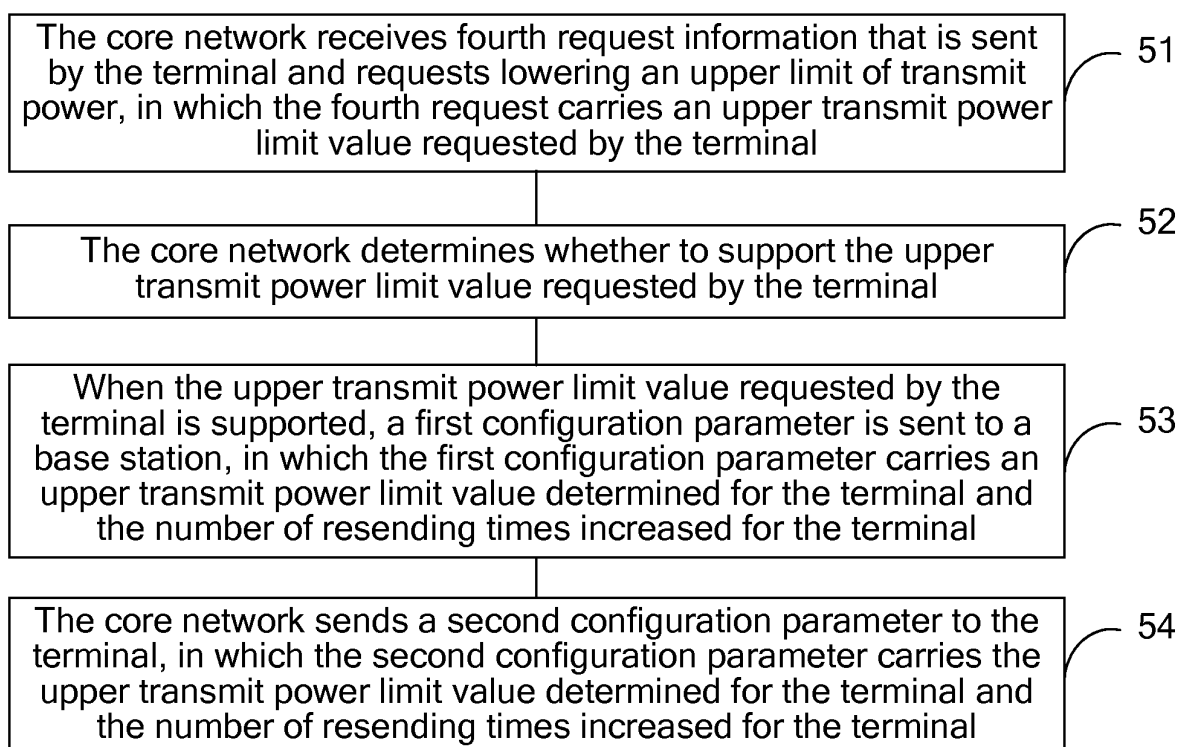 The core network receives fourth request information that is sent
by the terminal and requests lowering an upper limit of transmit
power, in which the fourth request carries an upper transmit power
limit value requested by the terminal
51
The core network determines whether to support the upper
transmit power limit value requested by the terminal
52
When the upper transmit power limit value requested by the
terminal is supported, a first configuration parameter is sent to a
base station, in which the first configuration parameter carries an
upper transmit power limit value determined for the terminal and
the number of resending times increased for the terminal
53
The core network sends a second configuration parameter to the
terminal, in which the second configuration parameter carries the
upper transmit power limit value determined for the terminal and
the number of resending times increased for the terminal
54